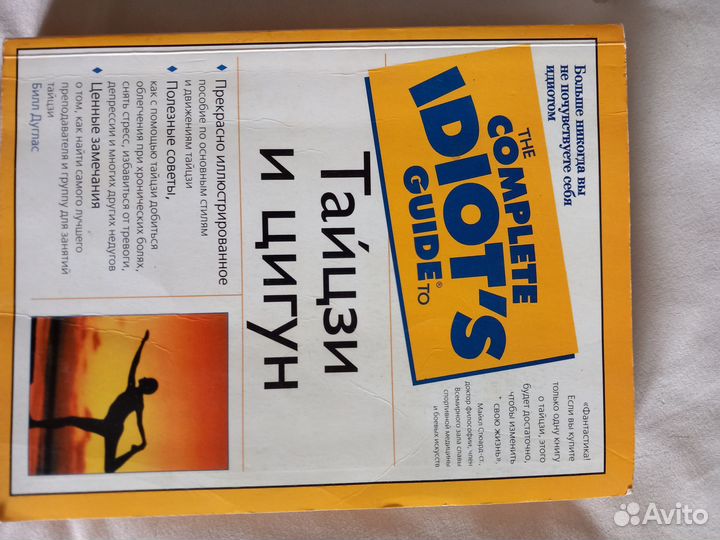 Больше никогда вы
не почувствуете себя
идиотом
THE
COMPLETE
IDIOT'S
GUIDE® TO
«Фантастика!
Если вы купите
только одну книгу
о тайцзи, этого
будет достаточно,
чтобы изменить
свою жизнь».
Майкл Стюард-ст.,
доктор философии, член
Всемирного зала славы
спортивной медицины
и боевых искусств
Тайцзи
и цигун
♦ Прекрасно иллюстрированное
пособие по основным стилям
и движениям тайцзи
♦ Полезные советы,
как с помощью тайцзи добиться
облегчения при хронических болях,
снять стресс, избавиться от тревоги,
депрессии и многих других недугов
♦ Ценные замечания
о том, как найти самого лучшего
преподавателя и группу для занятий
тайцзи
Билл Дуглас
Avito